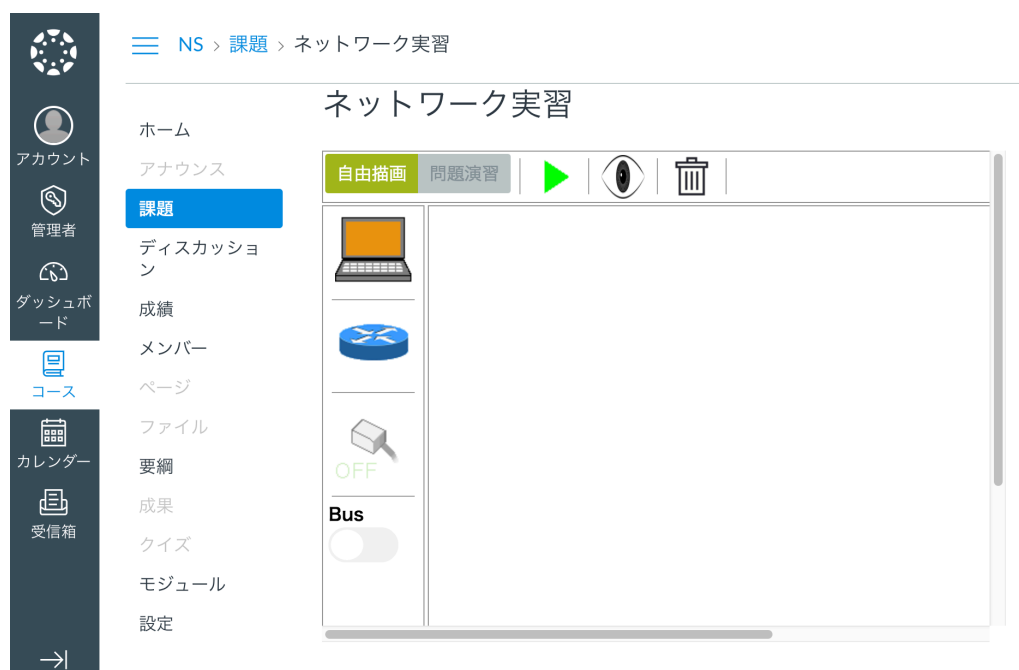 NS > 課題 > ネットワーク実習
アカウント
管理者
ダッシュボ
ード
コース
カレンダー
受信箱
ホーム
アナウンス
課題
ディスカッショ
ン
成績
メンバー
ページ
ファイル
要綱
成果
クイズ
モジュール
設定
ネットワーク実習
自由描画 問題演習
OFF
Bus